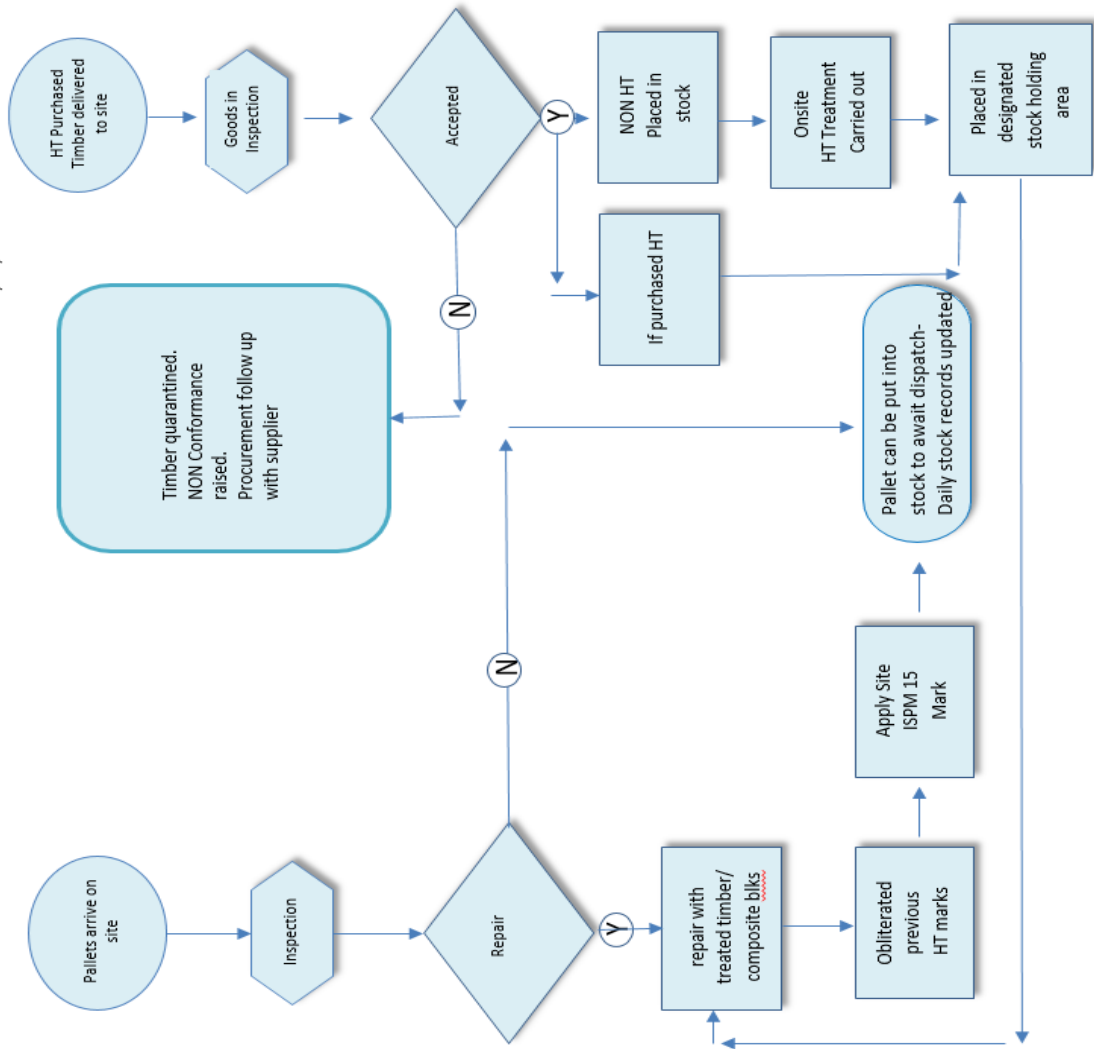 Pallets arrive on
site
Inspection
Repair
N
Y
repair with
treated timber/
composite blks
Obliterated
previous
HT marks
Apply Site
ISPM 15
Mark
Pallet can be put into
stock to await dispatch-
Daily stock records updated
HT Purchased
Timber delivered
to site
Goods in
Inspection
Accepted
N
Timber quarantined.
NON Conformance
raised.
Procurement follow up
with supplier
Y
If purchased HT
NON HT
Placed in
stock
Onsite
HT Treatment
Carried out
Placed in
designated
stock holding
area